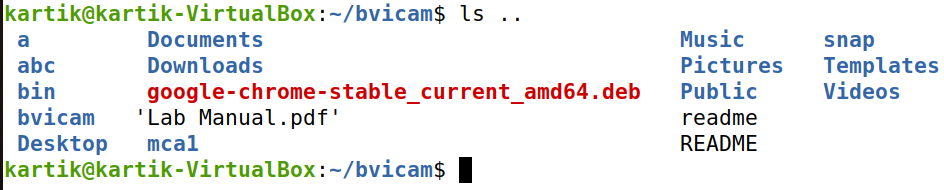 kartik@kartik-VirtualBox:~/bvicam$ ls ..
a Documents Music snap
abc Downloads Pictures Templates
bin google-chrome-stable_current_amd64.deb Public Videos
bvicam 'Lab Manual.pdf' readme
Desktop mca1 README
kartik@kartik-VirtualBox:~/bvicam$